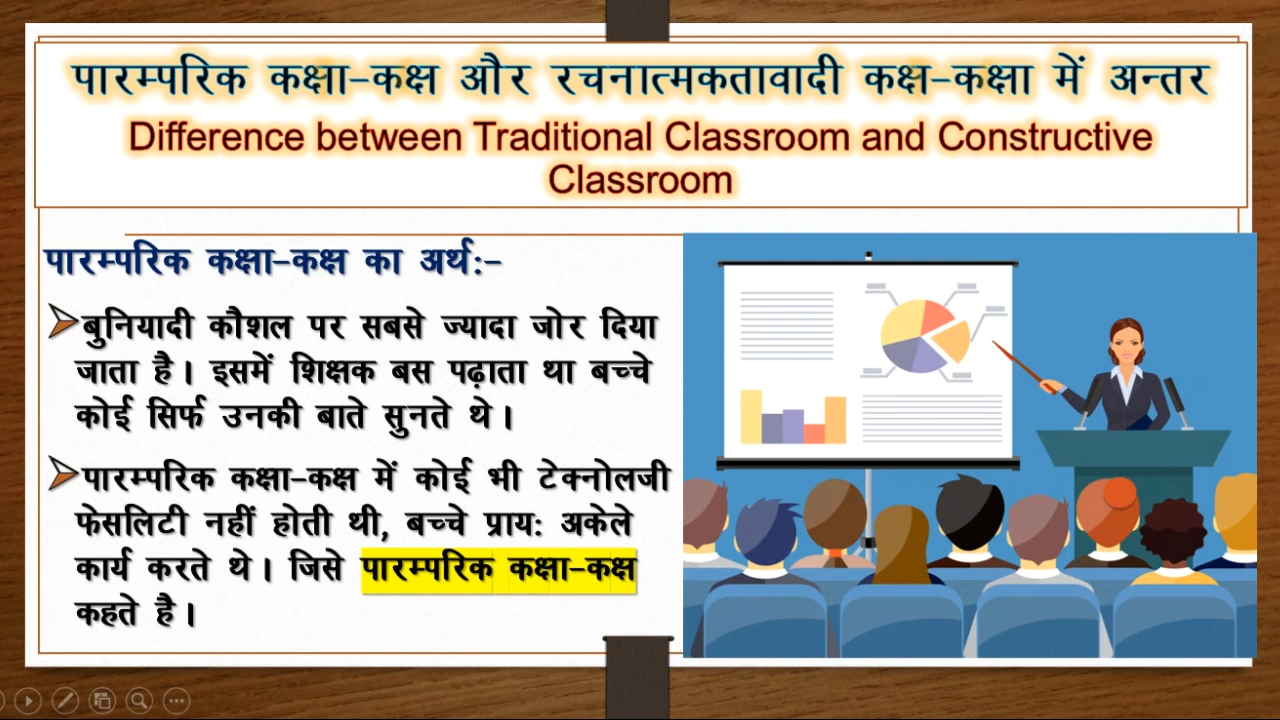 पारम्परिक कक्षा-कक्ष और रचनात्मकतावादी कक्ष-कक्षा में अन्तर
Difference between Traditional Classroom and Constructive
Classroom
पारम्परिक कक्षा-कक्ष का अर्थ:-
बुनियादी कौशल पर सबसे ज्यादा जोर दिया
जाता है। इसमें शिक्षक बस पढ़ाता था बच्चे
कोई सिर्फ उनकी बाते सुनते थे।
पारम्परिक कक्षा-कक्ष में कोई भी टेक्नोलजी
फेसलिटी नहीं होती थी, बच्चे प्रायः अकेले
कार्य करते थे। जिसे पारम्परिक कक्षा-कक्ष
कहते है।